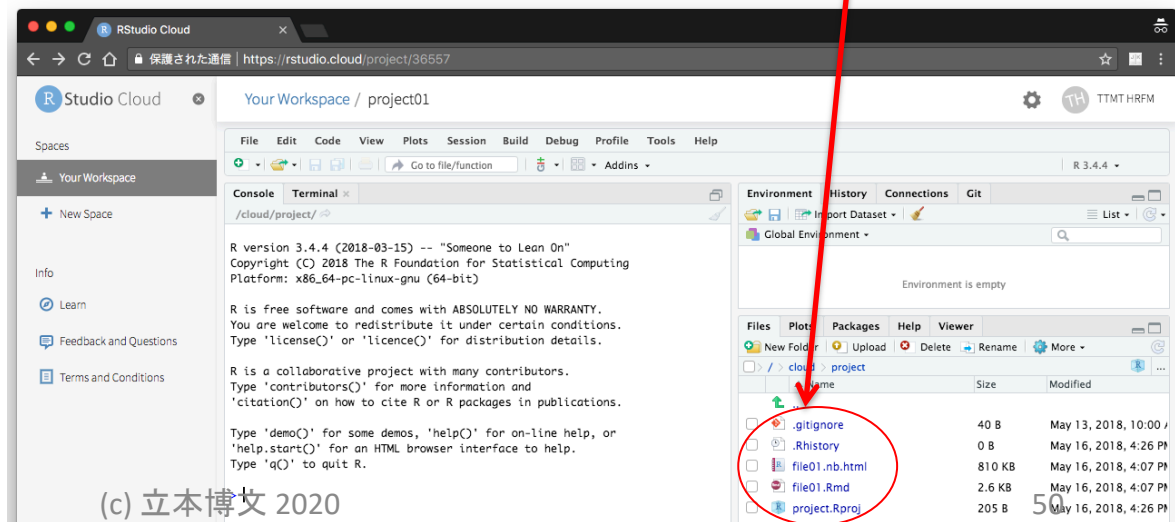 RStudio Cloud
保護された通信 | https://rstudio.cloud/project/36557
R Studio Cloud
Your Workspace / project01
TH TTMT HRFM
Spaces
Your Workspace
New Space
Info
Learn
Feedback and Questions
Terms and Conditions
File Edit Code View Plots Session Build Debug Profile Tools Help
Go to file/function Addins
R 3.4.4
Console Terminal
/cloud/project/
R version 3.4.4 (2018-03-15) -- "Someone to Lean On"
Copyright (C) 2018 The R Foundation for Statistical Computing
Platform: x86_64-pc-linux-gnu (64-bit)
R is free software and comes with ABSOLUTELY NO WARRANTY.
You are welcome to redistribute it under certain conditions.
Type 'license()' or 'licence()' for distribution details.
R is a collaborative project with many contributors.
Type 'contributors()' for more information and
'citation()' on how to cite R or R packages in publications.
Type 'demo()' for some demos, 'help()' for on-line help, or
'help.start()' for an HTML browser interface to help.
Type 'q()' to quit R.
>
Environment History Connections Git
Import Dataset List
Global Environment
Environment is empty
Files Plots Packages Help Viewer
New Folder Upload Delete Rename More
/ > cloud > project R ...
Name Size Modified
..
.gitignore 40 B May 13, 2018, 10:00
.Rhistory 0 B May 16, 2018, 4:26 PM
file01.nb.html 810 KB May 16, 2018, 4:07 PM
file01.Rmd 2.6 KB May 16, 2018, 4:07 PM
project.Rproj 205 B May 16, 2018, 4:26 PM
(c) 立本博文 2020
50